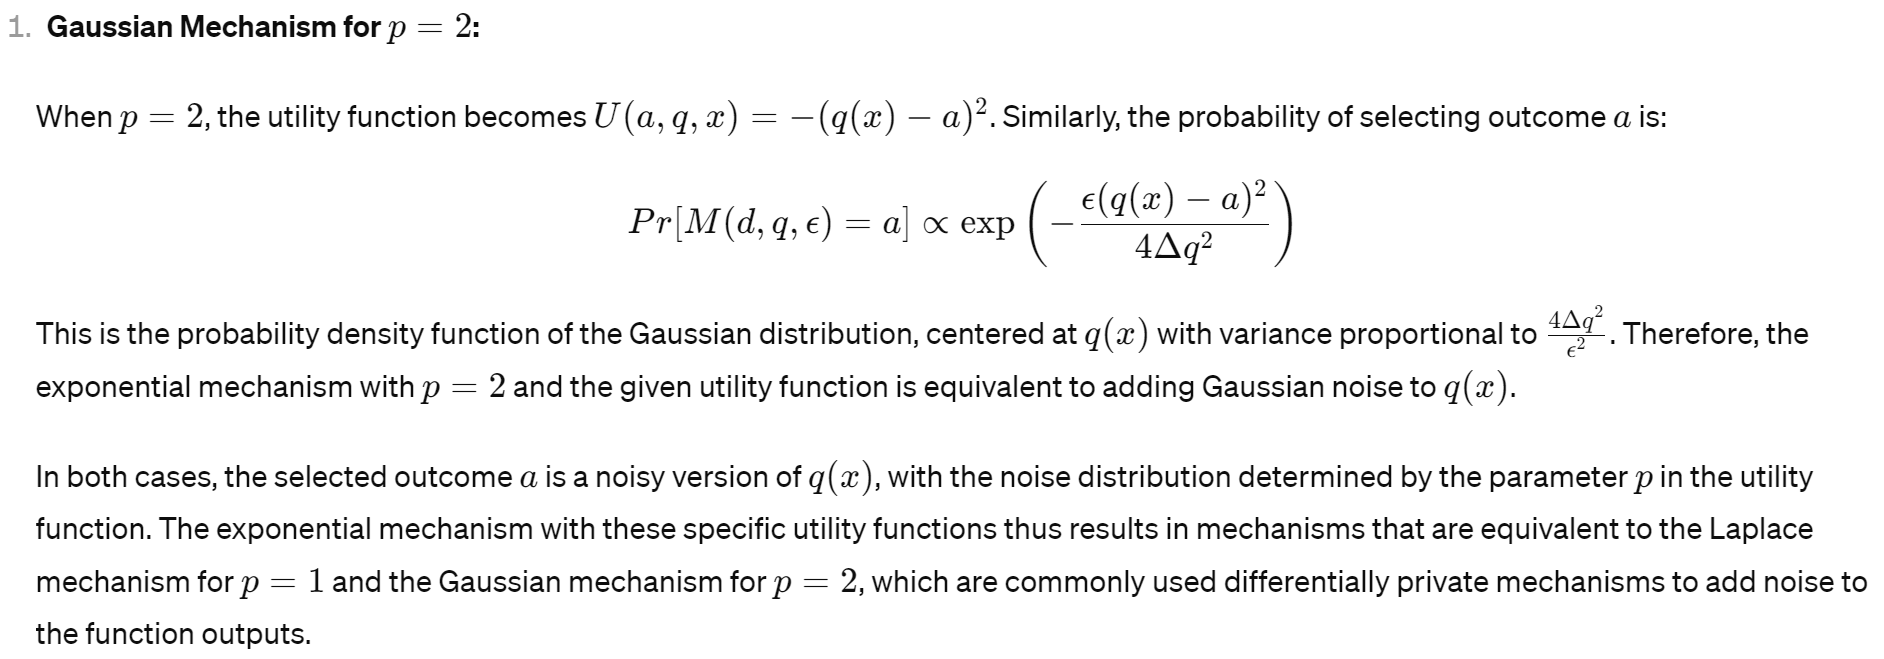 1. Gaussian Mechanism for p = 2:
When p = 2, the utility function becomes U(a, q, x) = −(q(x) − a)². Similarly, the probability of selecting outcome a is:
Pr[M(d, q, ϵ) = a] ∝ exp(−ϵ(q(x) − a)² / 4Δq²)
This is the probability density function of the Gaussian distribution, centered at q(x) with variance proportional to 4Δq²/ϵ². Therefore, the
exponential mechanism with p = 2 and the given utility function is equivalent to adding Gaussian noise to q(x).
In both cases, the selected outcome a is a noisy version of q(x), with the noise distribution determined by the parameter p in the utility
function. The exponential mechanism with these specific utility functions thus results in mechanisms that are equivalent to the Laplace
mechanism for p = 1 and the Gaussian mechanism for p = 2, which are commonly used differentially private mechanisms to add noise to
the function outputs.